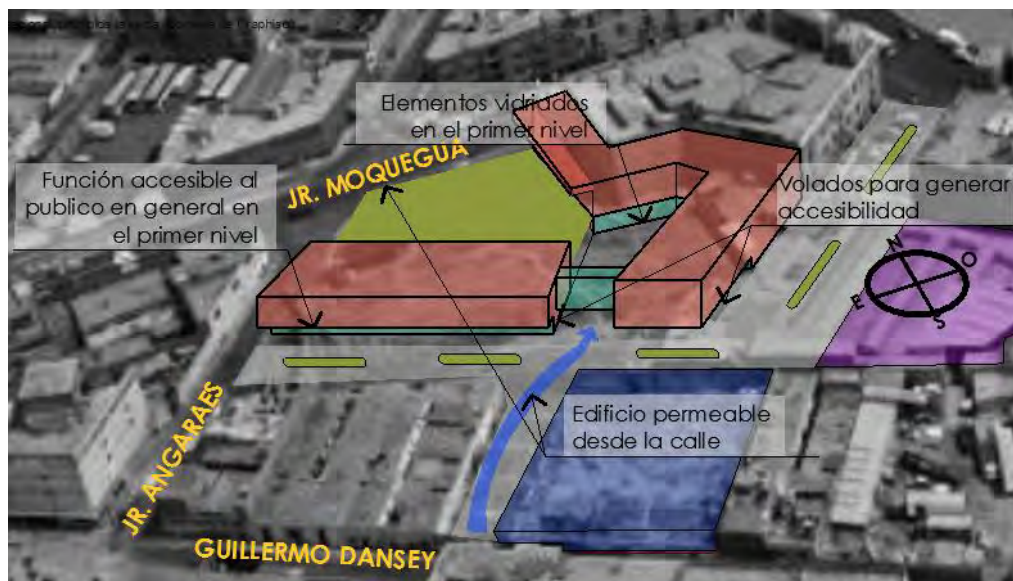 Elementos vidriados
en el primer nivel
JR. MOQUEGUA
Función accesible al
publico en general en
el primer nivel
Volados para generar
accesibilidad
N
O
E
S
Edificio permeable
desde la calle
JR. ANGARAES
GUILLERMO DANSEY